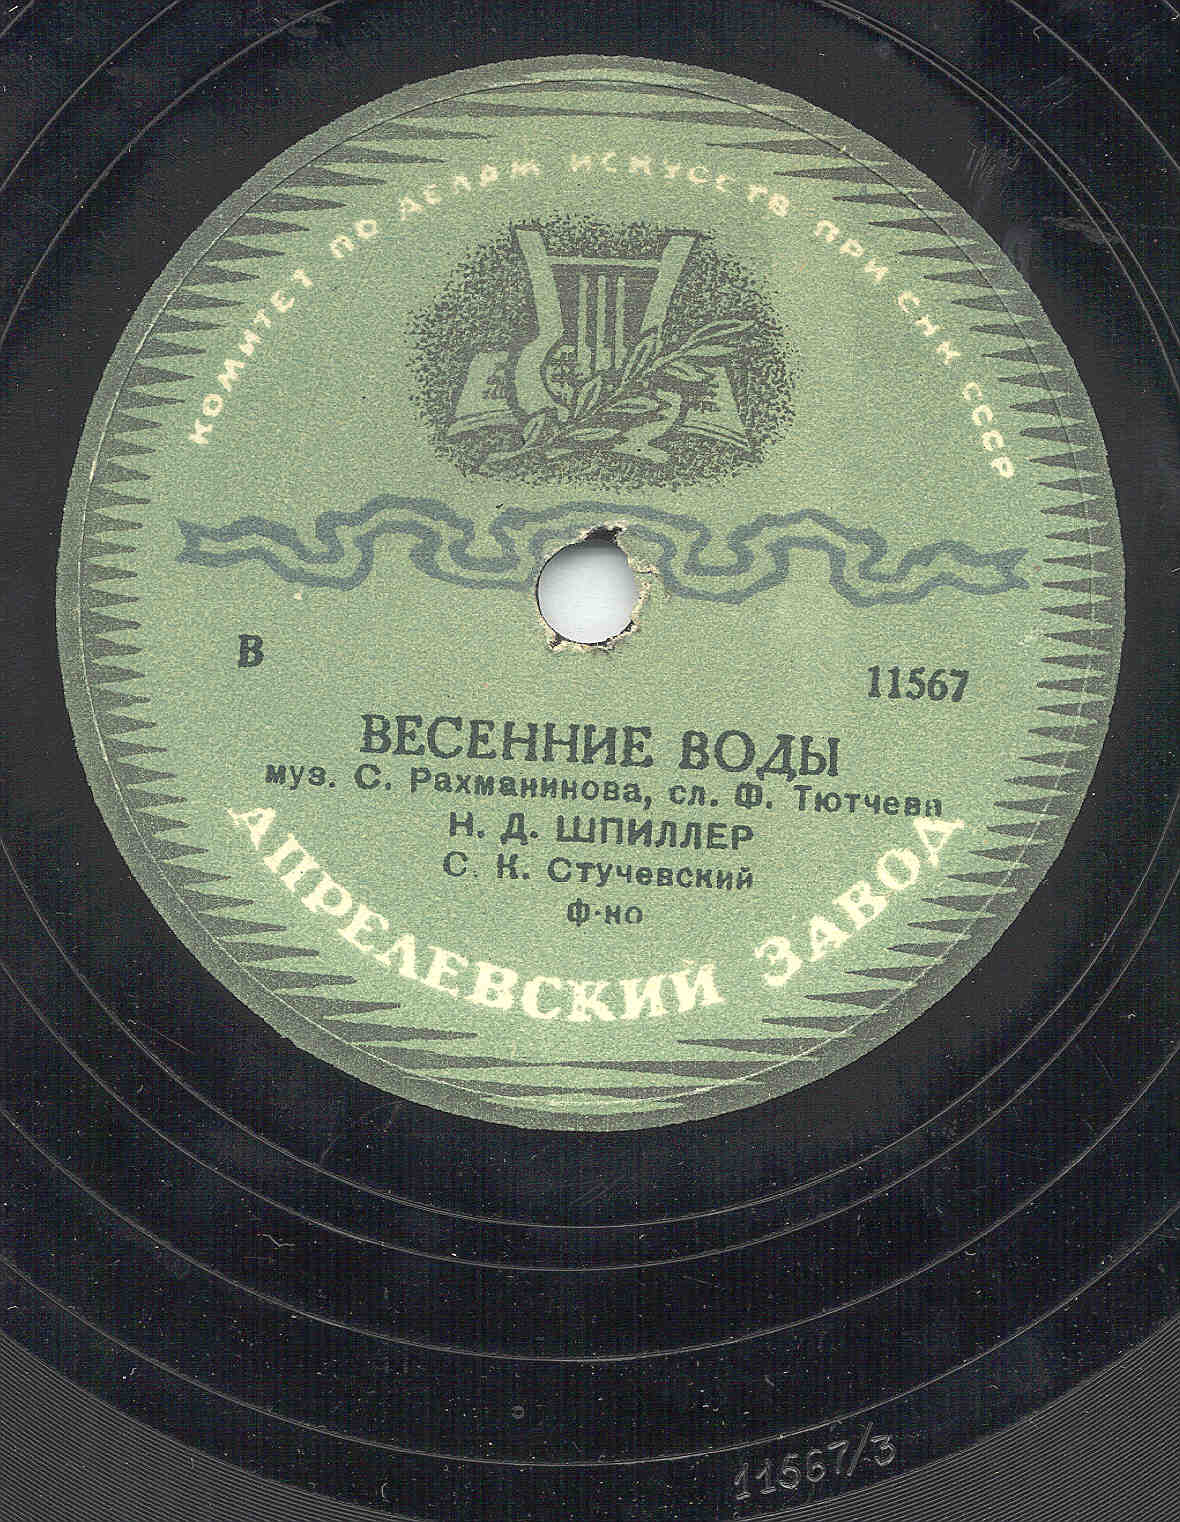 КОМИТЕТ ПО ДЕЛАМ ИСКУССТВ ПРИ СНК СССР
В
11567
ВЕСЕННИЕ ВОДЫ
муз. С. Рахманинова, сл. Ф. Тютчева
Н. Д. ШПИЛЛЕР
С. К. Стучевский
ф-но
АПРЕЛЕВСКИЙ ЗАВОД
11567/3